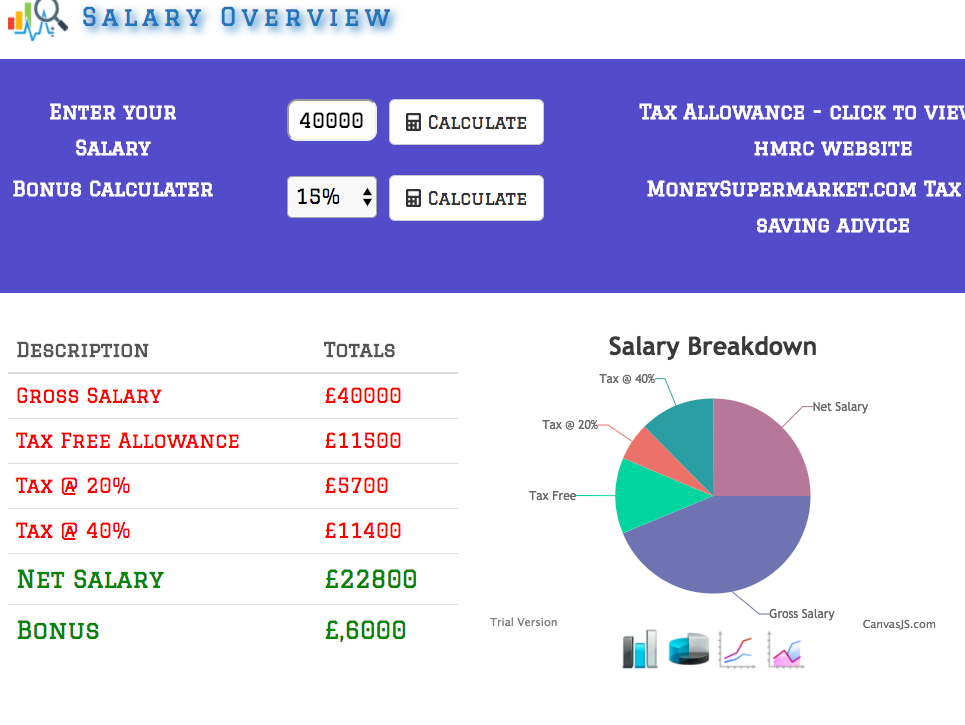 Salary Overview
Enter your
Salary
40000
Calculate
Bonus Calculater
15%
Calculate
Tax Allowance - click to view
HMRC website
MoneySupermarket.com Tax
saving advice
Description Totals
Gross Salary £40000
Tax Free Allowance £11500
Tax @ 20% £5700
Tax @ 40% £11400
Net Salary £22800
Bonus £,6000
Salary Breakdown
Tax @ 40%
Net Salary
Tax @ 20%
Tax Free
Gross Salary
Trial Version
CanvasJS.com